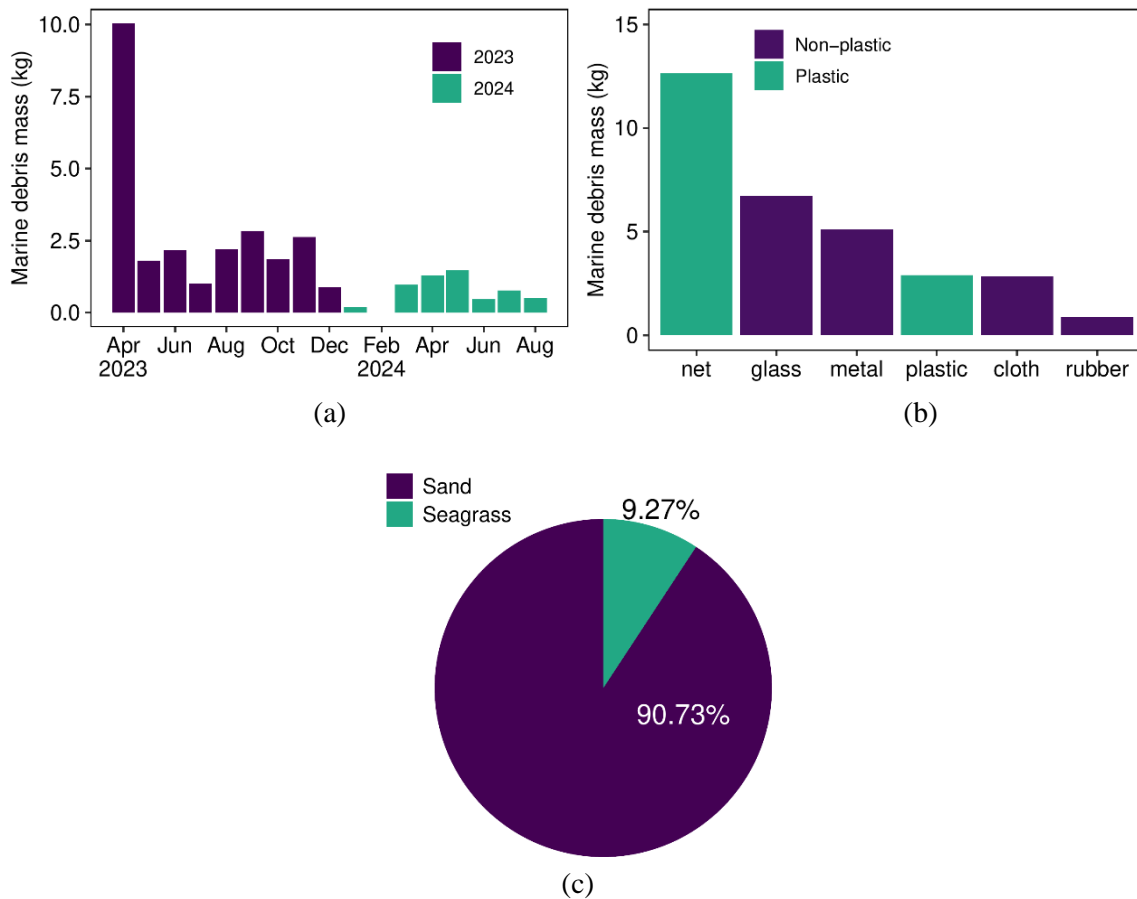 Marine debris mass (kg)
10.0
7.5
5.0
2.5
0.0
2023
2024
Apr Jun Aug Oct Dec Feb Apr Jun Aug
2023 2024
(a)
Marine debris mass (kg)
15
10
5
0
Non−plastic
Plastic
net glass metal plastic cloth rubber
(b)
Sand
Seagrass
9.27%
90.73%
(c)